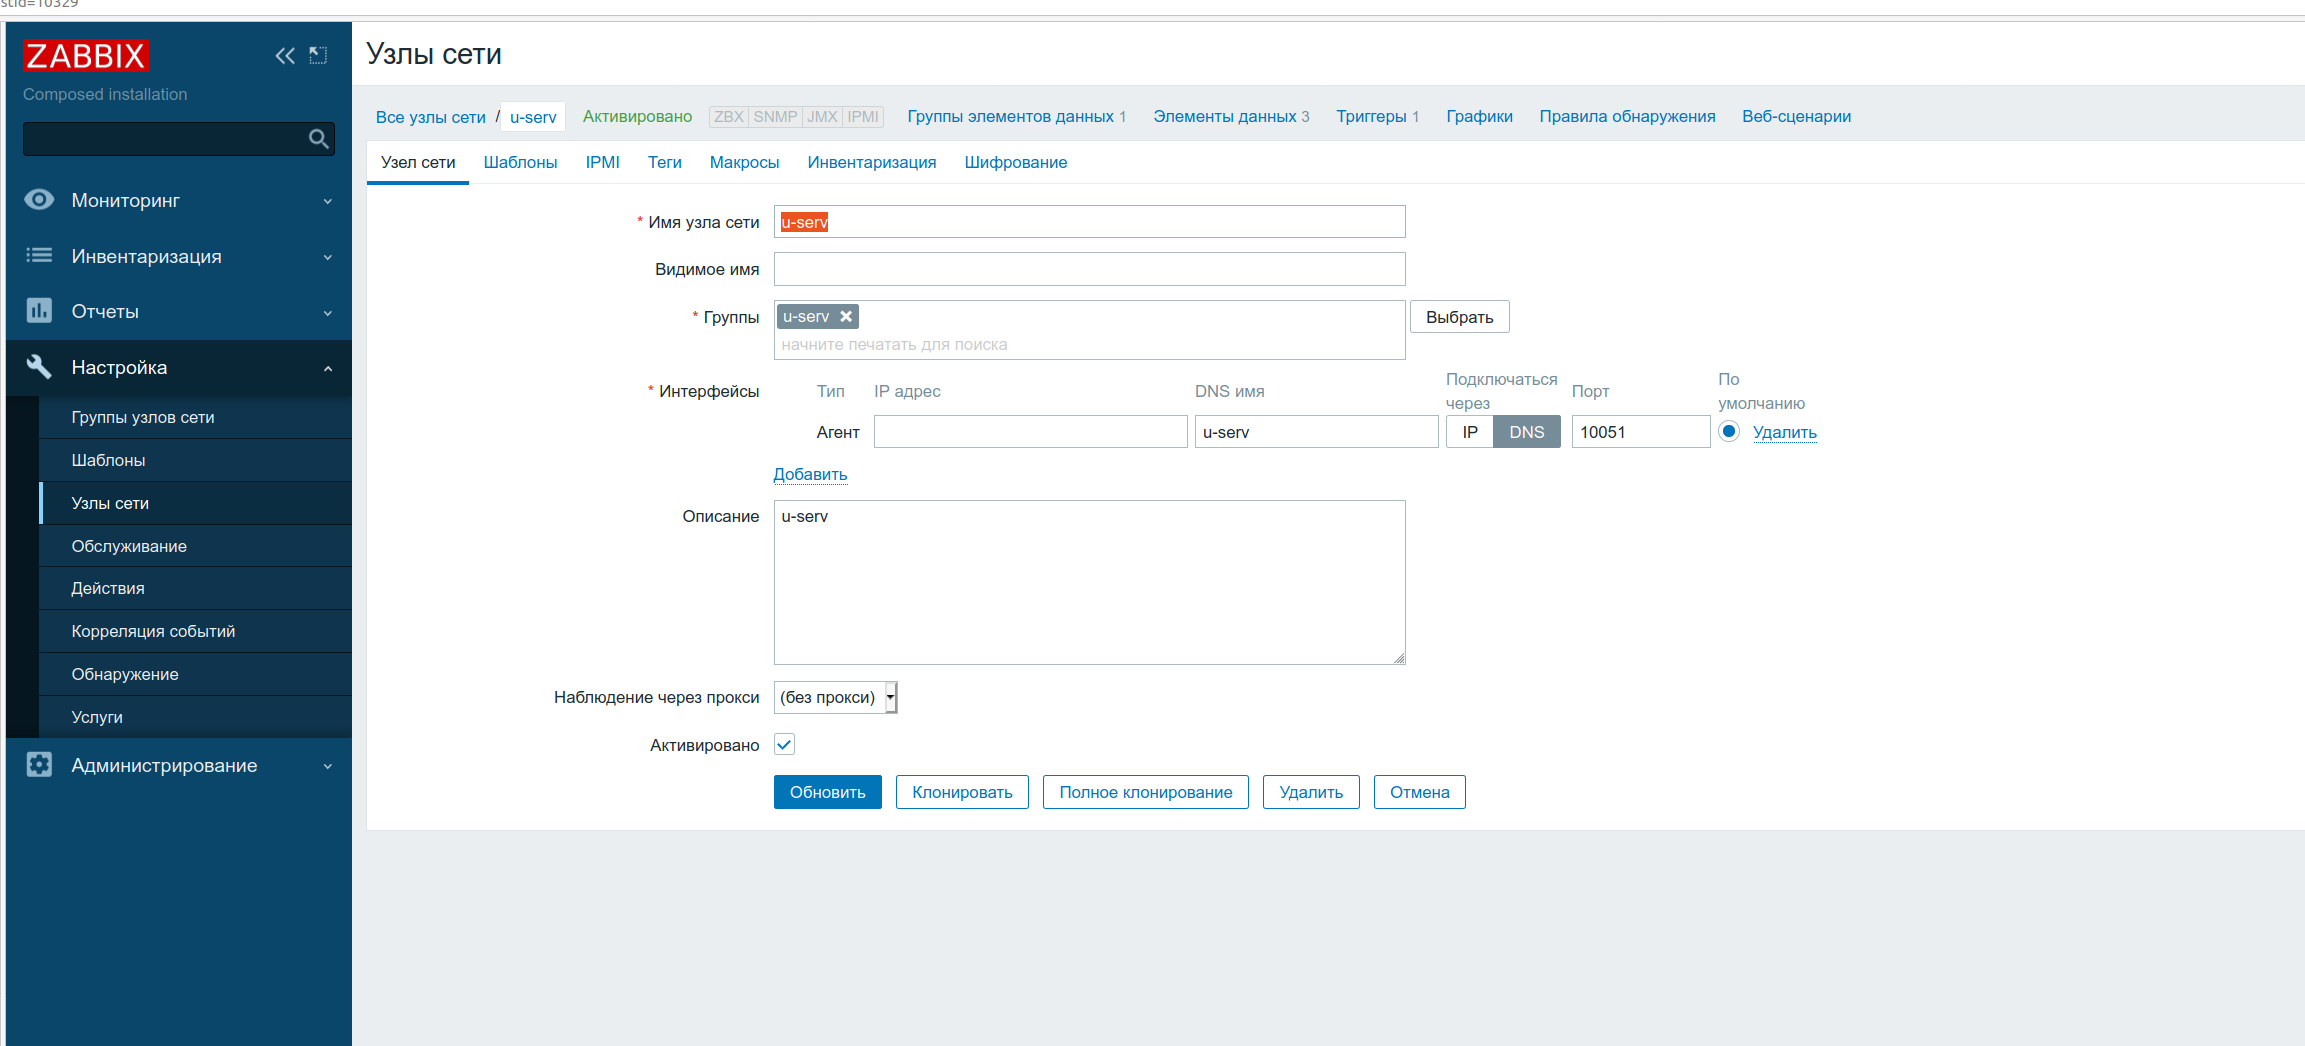 stid=10329
ZABBIX
Composed installation
Мониторинг
Инвентаризация
Отчеты
Настройка
Группы узлов сети
Шаблоны
Узлы сети
Обслуживание
Действия
Корреляция событий
Обнаружение
Услуги
Администрирование
Узлы сети
Все узлы сети / u-serv Активировано ZBX SNMP JMX IPMI Группы элементов данных 1 Элементы данных 3 Триггеры 1 Графики Правила обнаружения Веб-сценарии
Узел сети Шаблоны IPMI Теги Макросы Инвентаризация Шифрование
* Имя узла сети u-serv
Видимое имя
* Группы u-serv Выбрать
начните печатать для поиска
* Интерфейсы Тип IP адрес DNS имя Подключаться через Порт По умолчанию
Агент u-serv IP DNS 10051 Удалить
Добавить
Описание u-serv
Наблюдение через прокси (без прокси)
Активировано
Обновить Клонировать Полное клонирование Удалить Отмена